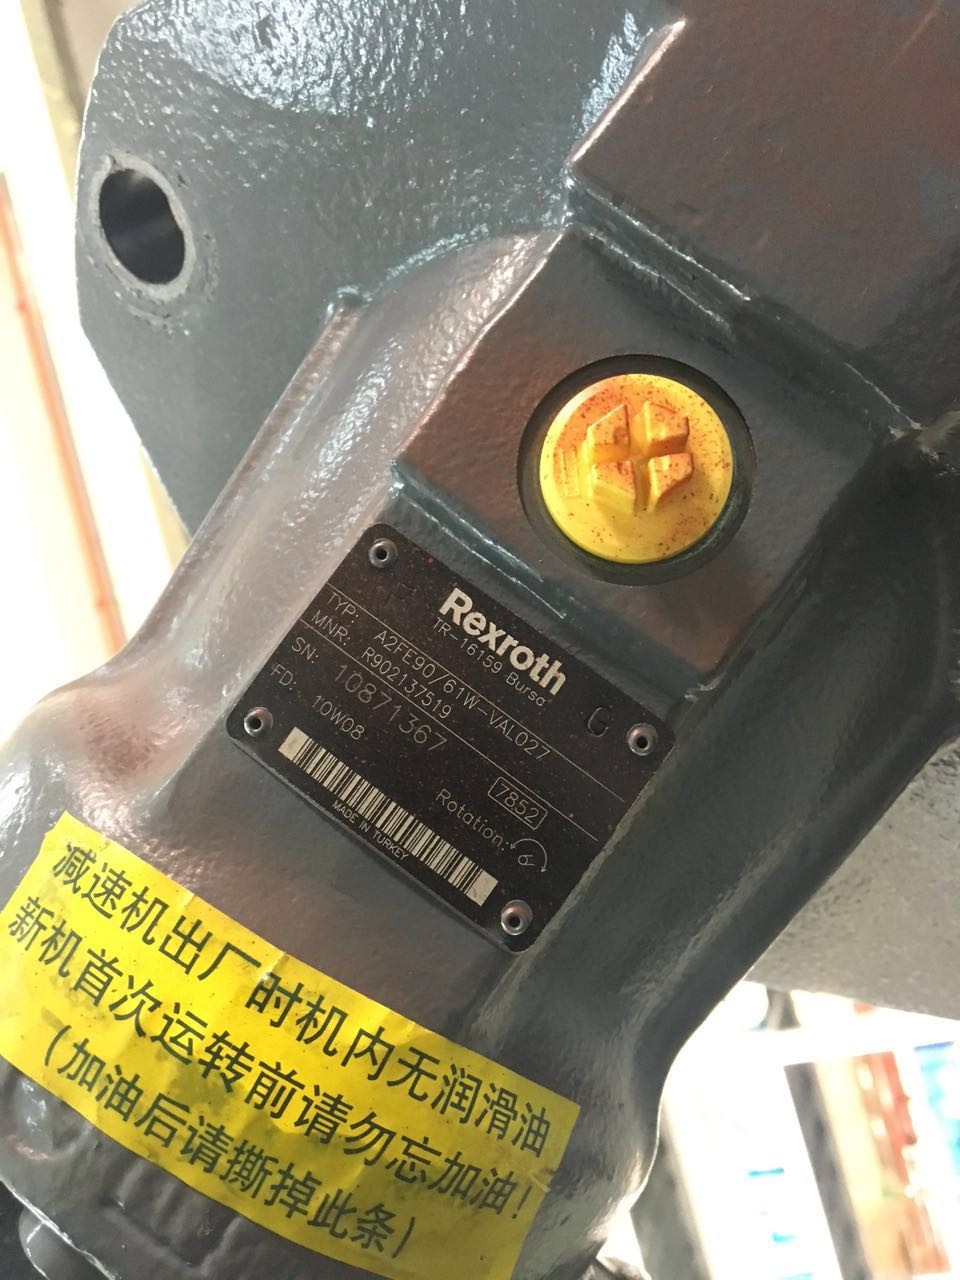 Rexroth
TR-16159 Bursa
TYP: A2FE90/61W-VAL027
MNR: R902137519
SN: 10871367
7852
FD: 10W08
Rotation:
G
MADE IN TURKEY
减速机出厂时机内无润滑油
新机首次运转前请勿忘加油!
(加油后请撕掉此条)